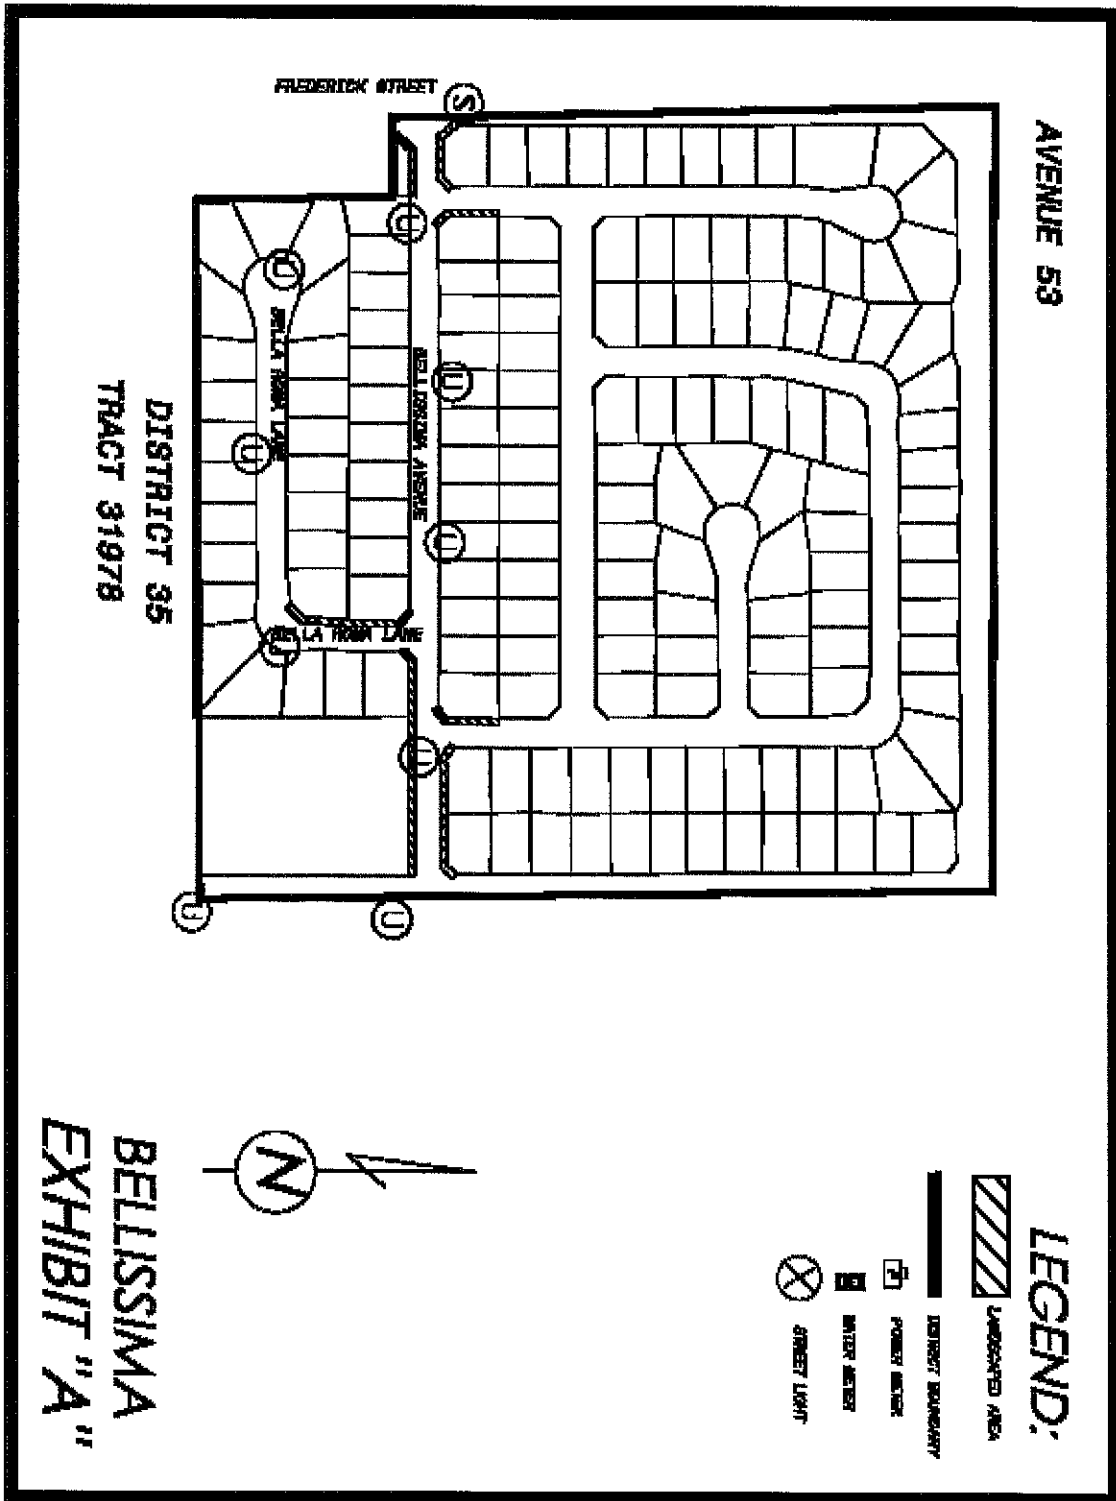 AVENUE 53
FREDERICK STREET
S
U
U
BELLA ROMA LANE
BELLISSIMA AVENUE
U
U
U
BELLA ROMA LANE
U
U
U
DISTRICT 35
TRACT 31978
LEGEND:
LANDSCAPED AREA
DISTRICT BOUNDARY
POWER METER
WATER METER
STREET LIGHT
N
BELLISSIMA
EXHIBIT "A"